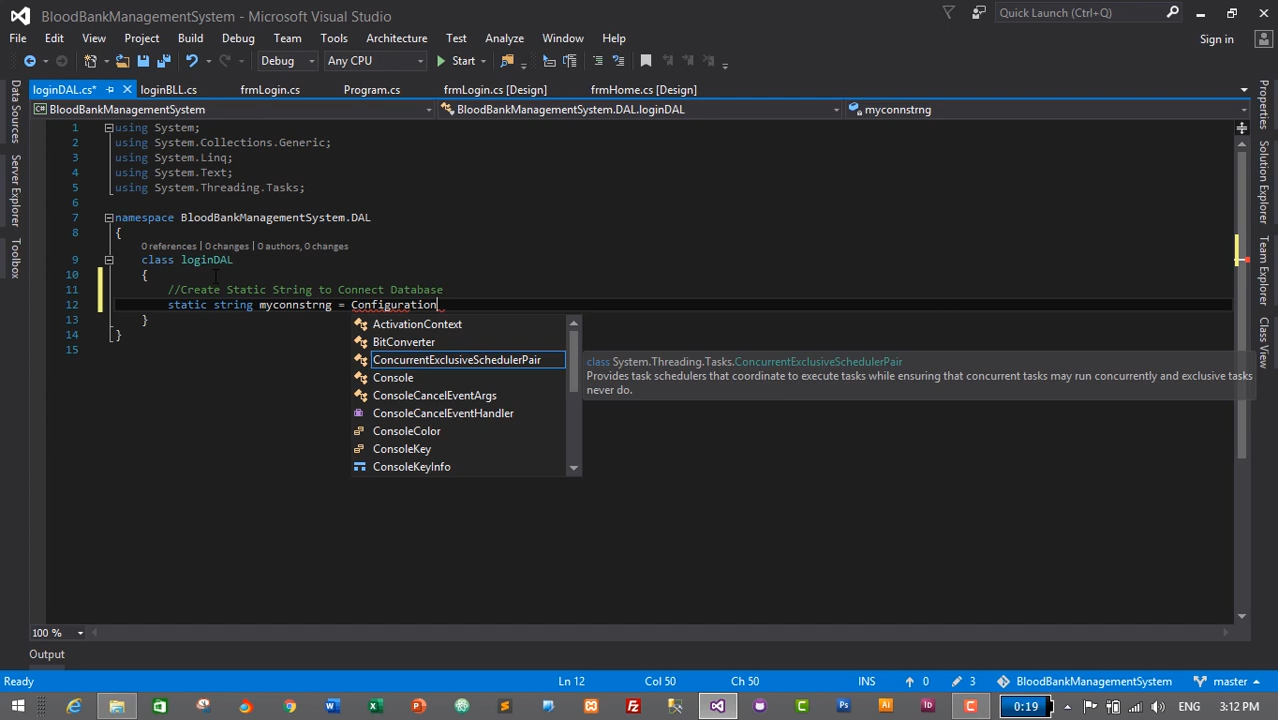 BloodBankManagementSystem - Microsoft Visual Studio
Quick Launch (Ctrl+Q)
File Edit View Project Build Debug Team Tools Architecture Test Analyze Window Help
Sign in
Debug Any CPU Start
loginDAL.cs* loginBLL.cs frmLogin.cs Program.cs frmLogin.cs [Design] frmHome.cs [Design]
BloodBankManagementSystem BloodBankManagementSystem.DAL.loginDAL myconnstrng
Data Sources
Server Explorer
Toolbox
Properties
Solution Explorer
Team Explorer
Class View
1 using System;
2 using System.Collections.Generic;
3 using System.Linq;
4 using System.Text;
5 using System.Threading.Tasks;
6
7 namespace BloodBankManagementSystem.DAL
8 {
0 references | 0 changes | 0 authors, 0 changes
9 class loginDAL
10 {
11 //Create Static String to Connect Database
12 static string myconnstrng = Configuration
13 }
14 }
15
ActivationContext
BitConverter
ConcurrentExclusiveSchedulerPair
Console
ConsoleCancelEventArgs
ConsoleCancelEventHandler
ConsoleColor
ConsoleKey
ConsoleKeyInfo
class System.Threading.Tasks.ConcurrentExclusiveSchedulerPair
Provides task schedulers that coordinate to execute tasks while ensuring that concurrent tasks may run concurrently and exclusive tasks
never do.
100 %
Output
Ready Ln 12 Col 50 Ch 50 INS 0 3 BloodBankManagementSystem master
0:19 ENG 3:12 PM